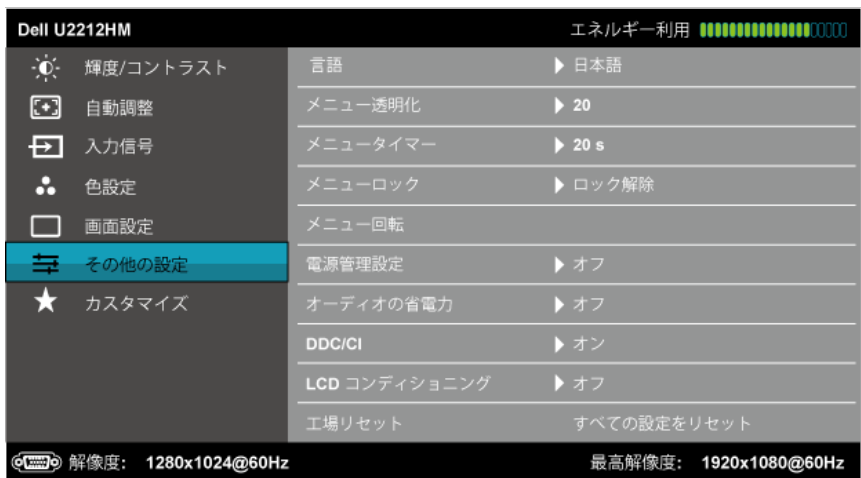 Dell U2212HM エネルギー利用
輝度/コントラスト 言語 日本語
自動調整 メニュー透明化 20
入力信号 メニュータイマー 20 s
色設定 メニューロック ロック解除
画面設定 メニュー回転
その他の設定 電源管理設定 オフ
カスタマイズ オーディオの省電力 オフ
DDC/CI オン
LCD コンディショニング オフ
工場リセット すべての設定をリセット
解像度: 1280x1024@60Hz 最高解像度: 1920x1080@60Hz